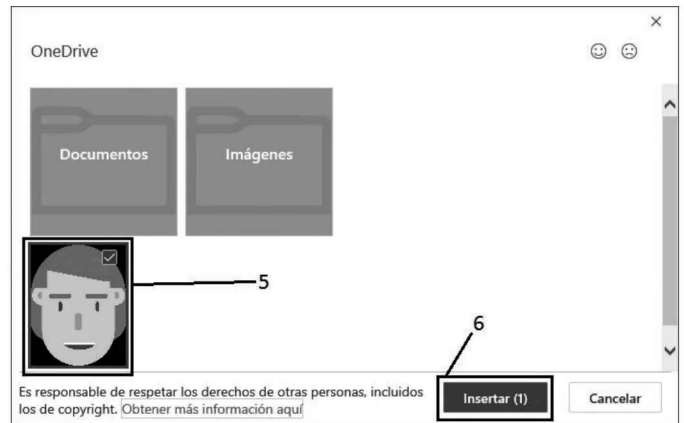 OneDrive
Documentos
Imágenes
5
6
Es responsable de respetar los derechos de otras personas, incluidos
los de copyright. Obtener más información aquí
Insertar (1)
Cancelar